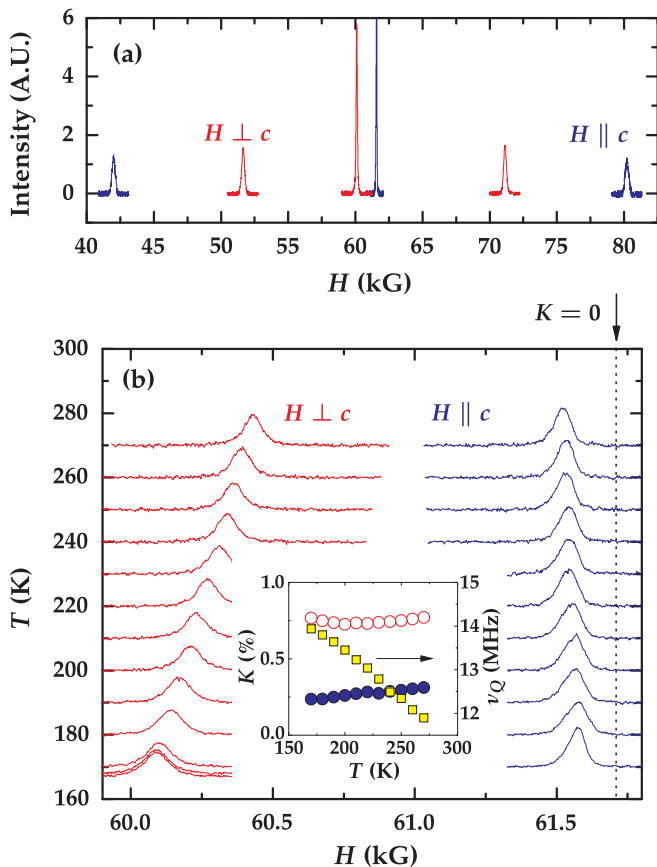 6
(a)
4
H ⊥ c
H ∥ c
2
0
Intensity (A.U.)
40 45 50 55 60 65 70 75 80
H (kG)
K = 0
300
(b)
H ⊥ c
H ∥ c
280
260
240
220
200
180
160
T (K)
1.0
0.5
0.0
K (%)
15
14
13
12
ν_Q (MHz)
150 200 250 300
T (K)
60.0 60.5 61.0 61.5
H (kG)